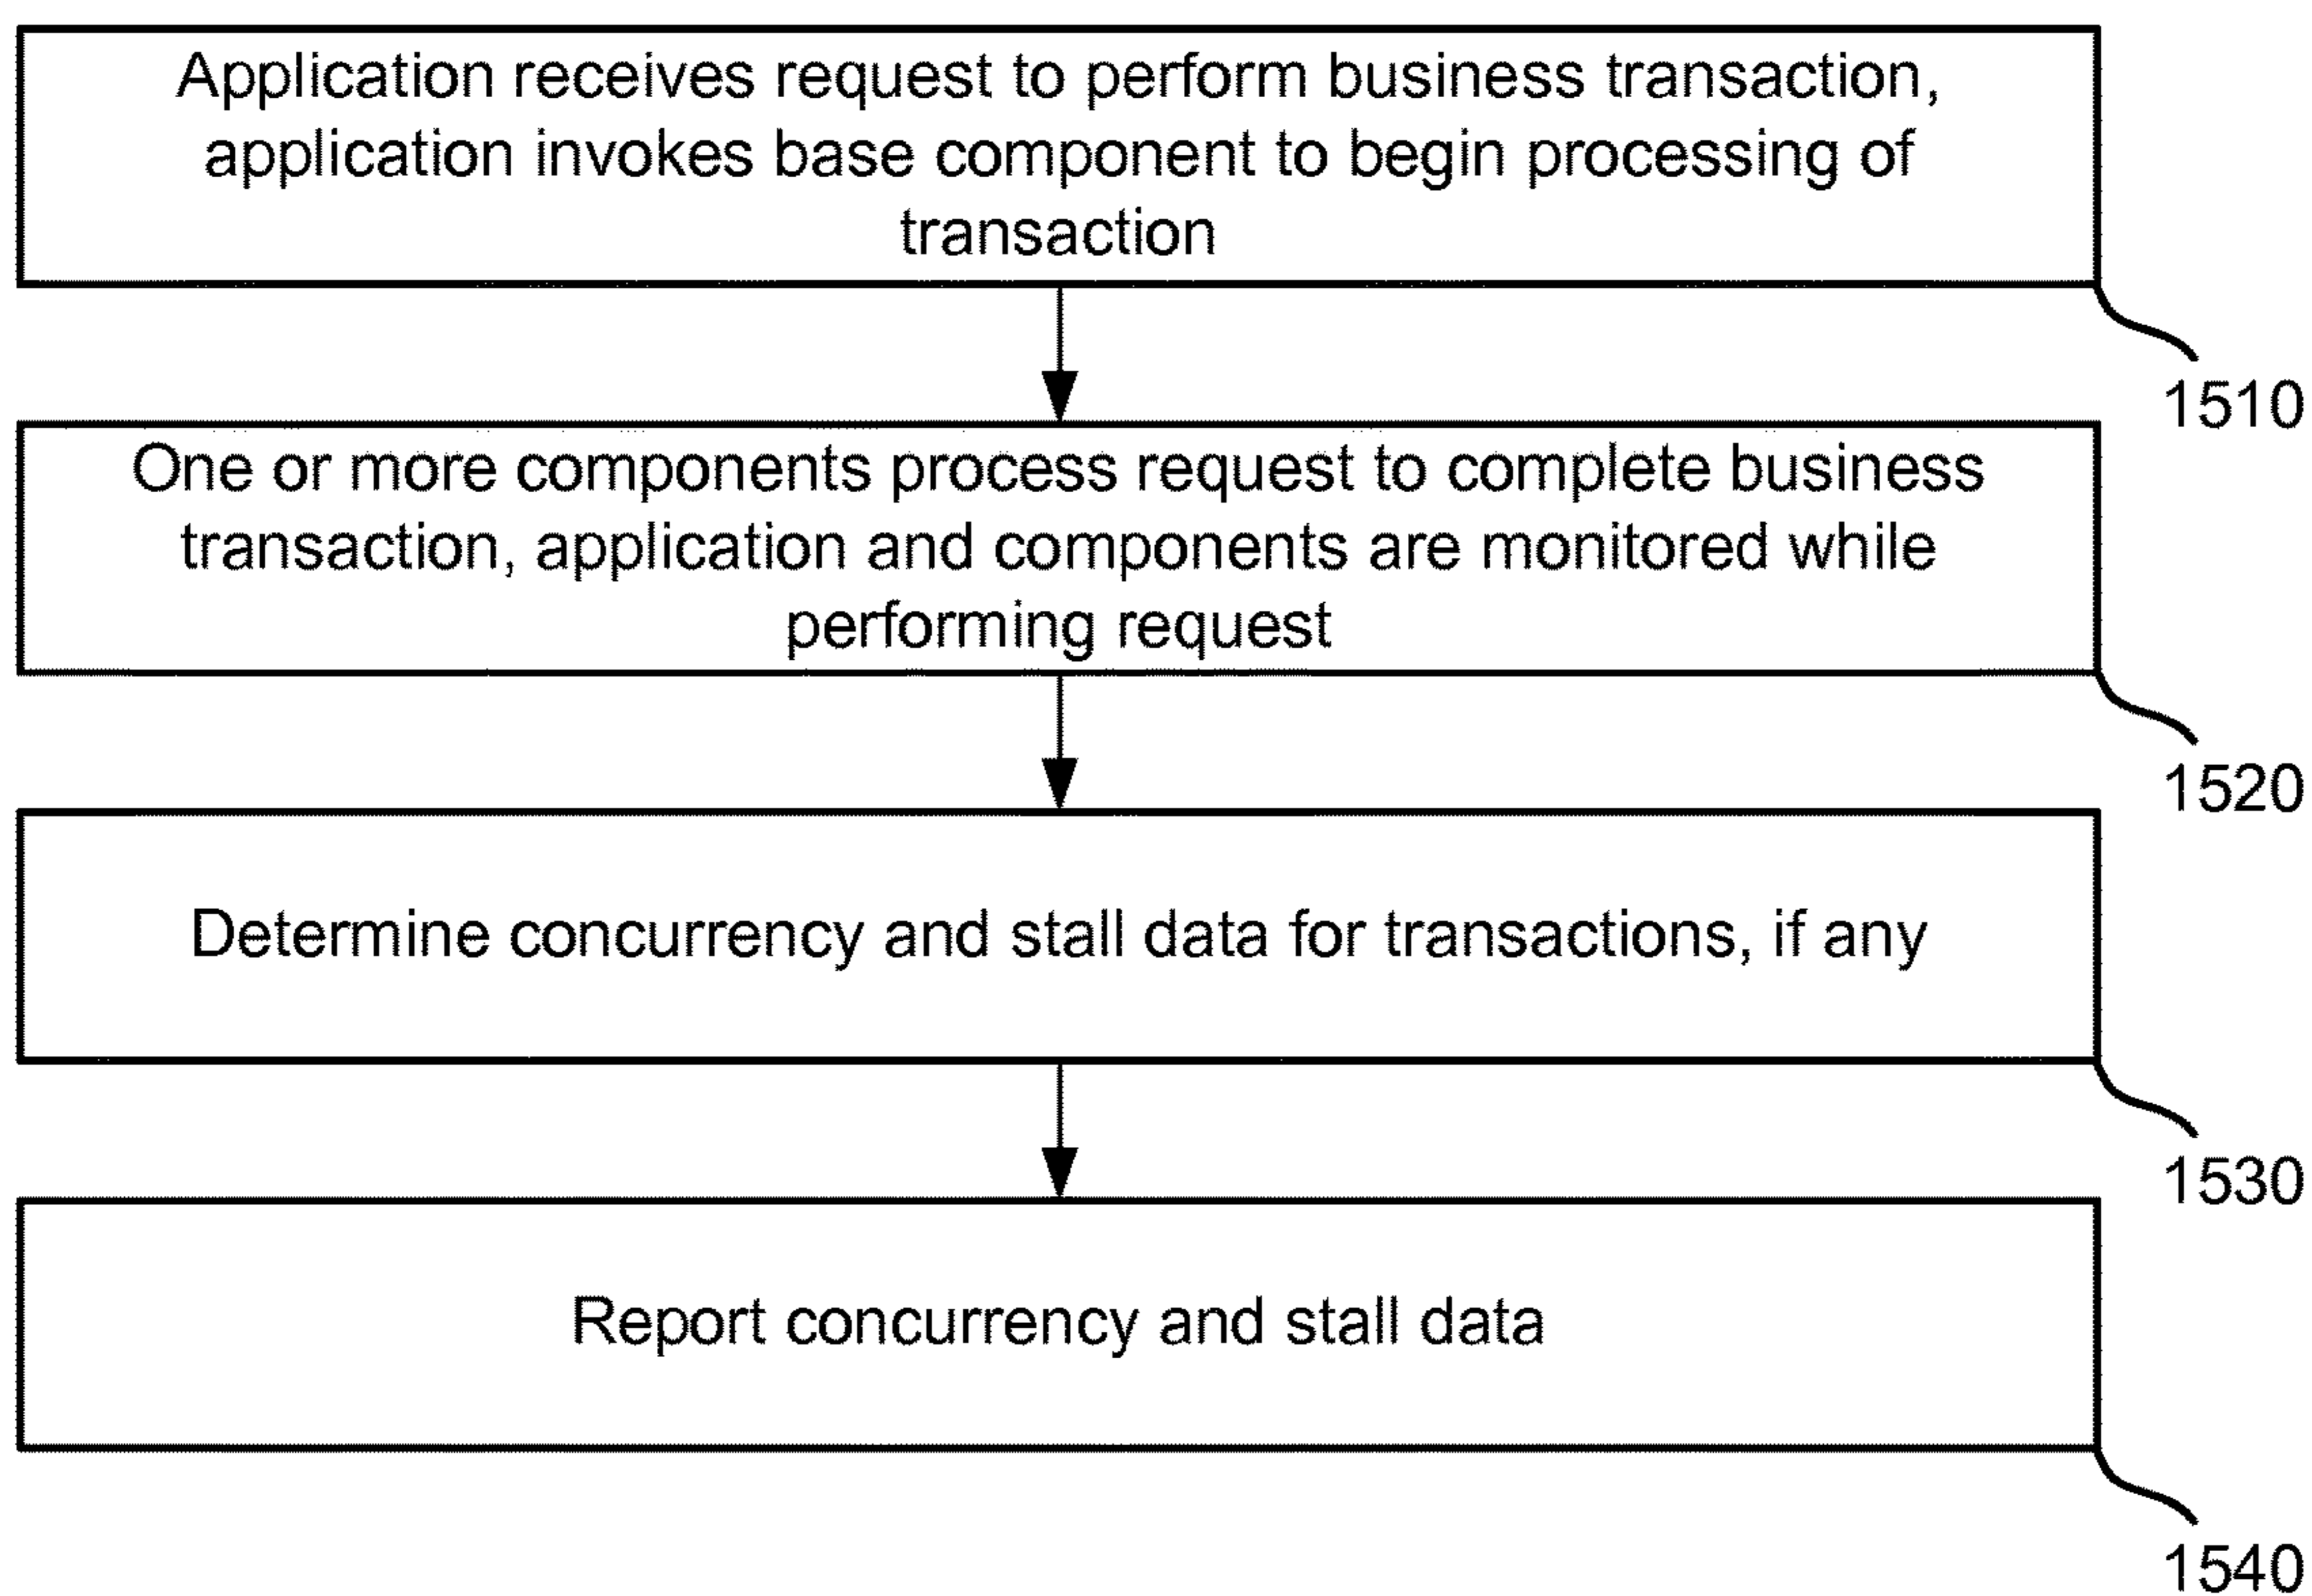 Application receives request to perform business transaction,
application invokes base component to begin processing of
transaction
1510
One or more components process request to complete business
transaction, application and components are monitored while
performing request
1520
Determine concurrency and stall data for transactions, if any
1530
Report concurrency and stall data
1540